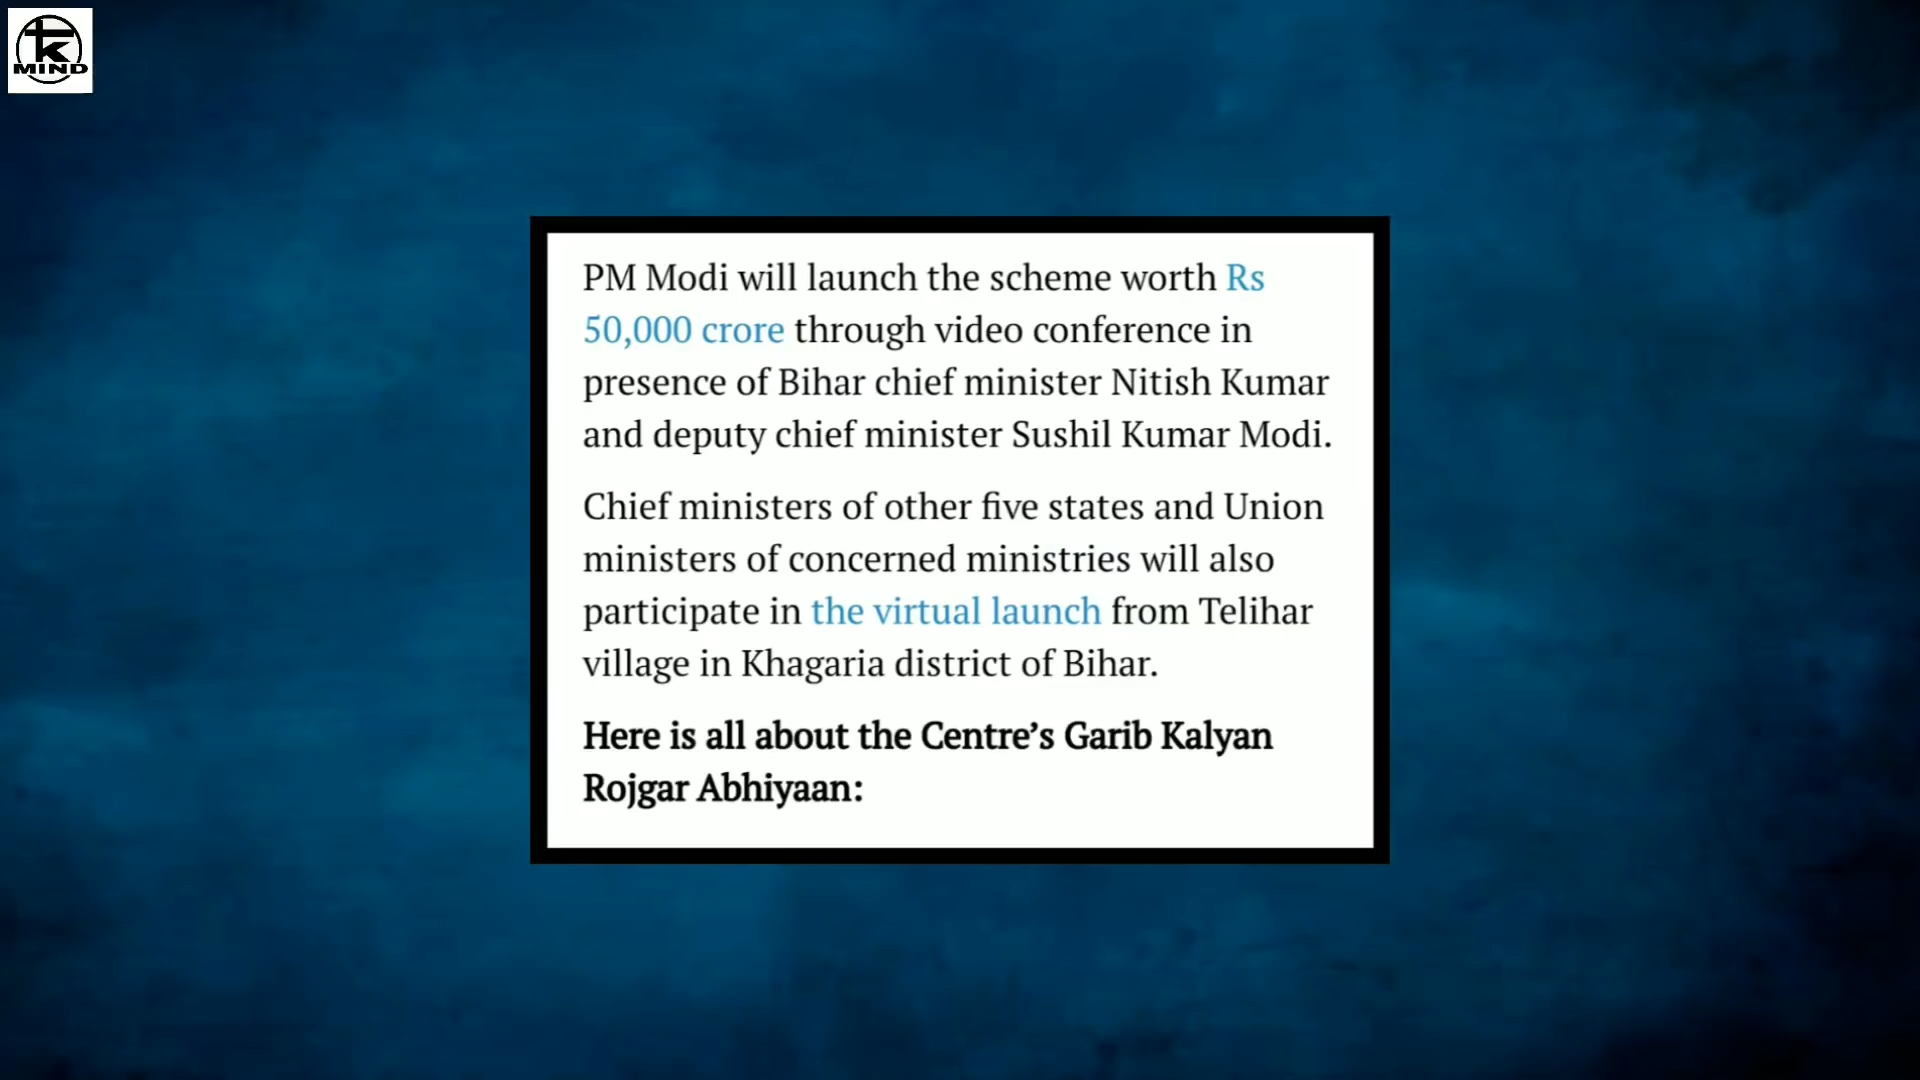 tk
MIND
PM Modi will launch the scheme worth Rs
50,000 crore through video conference in
presence of Bihar chief minister Nitish Kumar
and deputy chief minister Sushil Kumar Modi.
Chief ministers of other five states and Union
ministers of concerned ministries will also
participate in the virtual launch from Telihar
village in Khagaria district of Bihar.
Here is all about the Centre’s Garib Kalyan
Rojgar Abhiyaan: